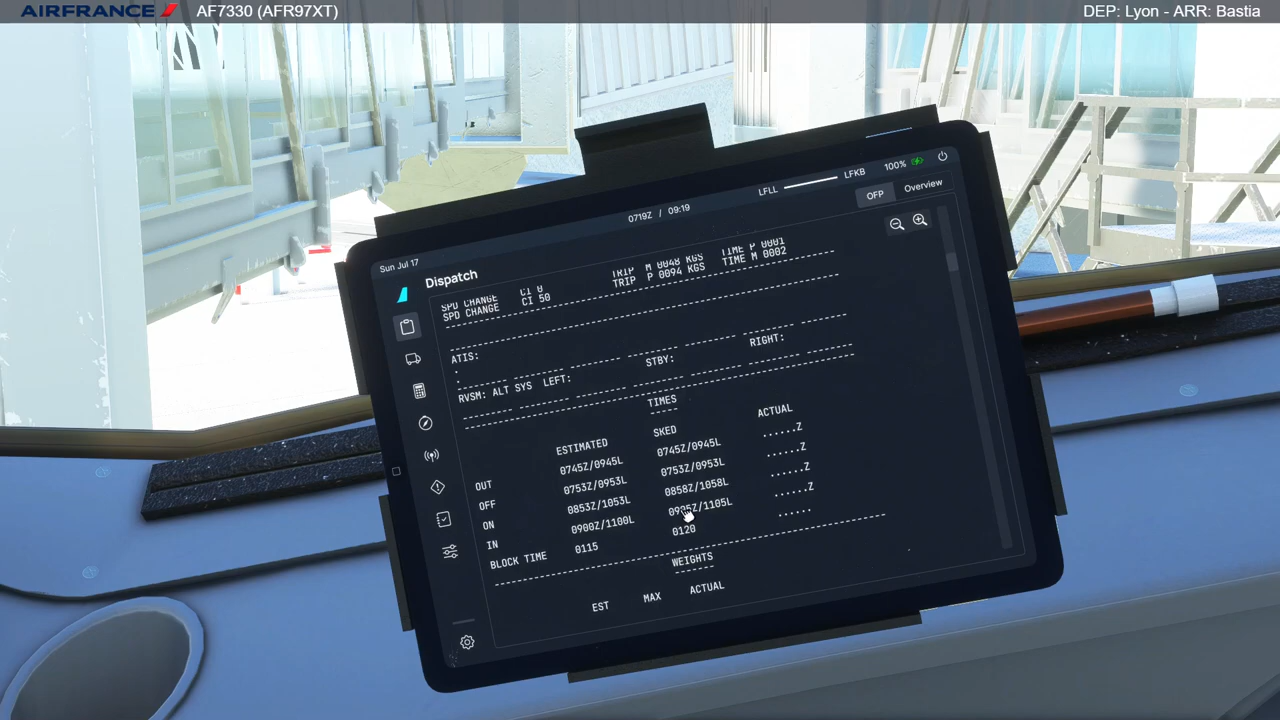 AIRFRANCE AF7330 (AFR97XT) DEP: Lyon - ARR: Bastia
Sun Jul 17 0719Z / 09:19 LFLL LFKB 100%
Dispatch OFP Overview
SPD CHANGE CI 0 TRIP M 0048 KGS TIME P 0001
SPD CHANGE CI 50 TRIP P 0094 KGS TIME M 0002
ATIS:
RVSM: ALT SYS LEFT: STBY: RIGHT:
TIMES
ESTIMATED SKED ACTUAL
OUT 0745Z/0945L 0745Z/0945L ......Z
OFF 0753Z/0953L 0753Z/0953L ......Z
ON 0853Z/1053L 0858Z/1058L ......Z
IN 0900Z/1100L 0905Z/1105L ......Z
BLOCK TIME 0115 0120 ......
WEIGHTS
EST MAX ACTUAL